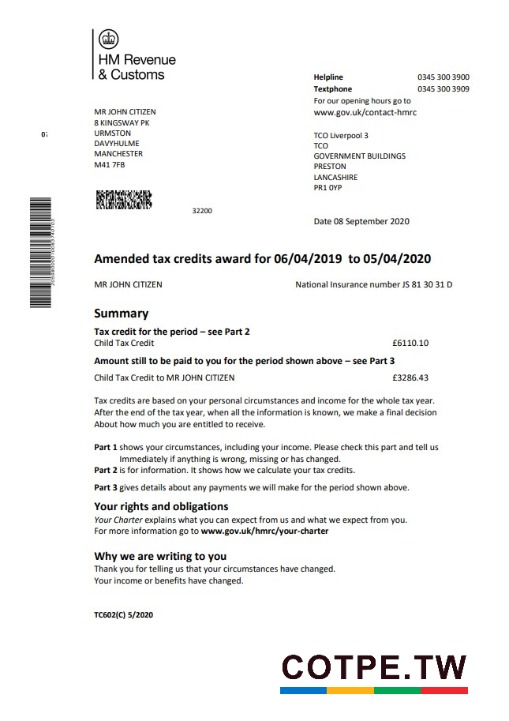 HM Revenue
& Customs
Helpline 0345 300 3900
Textphone 0345 300 3909
For our opening hours go to
www.gov.uk/contact-hmrc
MR JOHN CITIZEN
8 KINGSWAY PK
URMSTON
DAVYHULME
MANCHESTER
M41 7FB
TCO Liverpool 3
TCO
GOVERNMENT BUILDINGS
PRESTON
LANCASHIRE
PR1 0YP
32200
Date 08 September 2020
Amended tax credits award for 06/04/2019 to 05/04/2020
MR JOHN CITIZEN National Insurance number JS 81 30 31 D
Summary
Tax credit for the period – see Part 2
Child Tax Credit £6110.10
Amount still to be paid to you for the period shown above – see Part 3
Child Tax Credit to MR JOHN CITIZEN £3286.43
Tax credits are based on your personal circumstances and income for the whole tax year.
After the end of the tax year, when all the information is known, we make a final decision
About how much you are entitled to receive.
Part 1 shows your circumstances, including your income. Please check this part and tell us
Immediately if anything is wrong, missing or has changed.
Part 2 is for information. It shows how we calculate your tax credits.
Part 3 gives details about any payments we will make for the period shown above.
Your rights and obligations
Your Charter explains what you can expect from us and what we expect from you.
For more information go to www.gov.uk/hmrc/your-charter
Why we are writing to you
Thank you for telling us that your circumstances have changed.
Your income or benefits have changed.
TC602(C) 5/2020
COTPE.TW